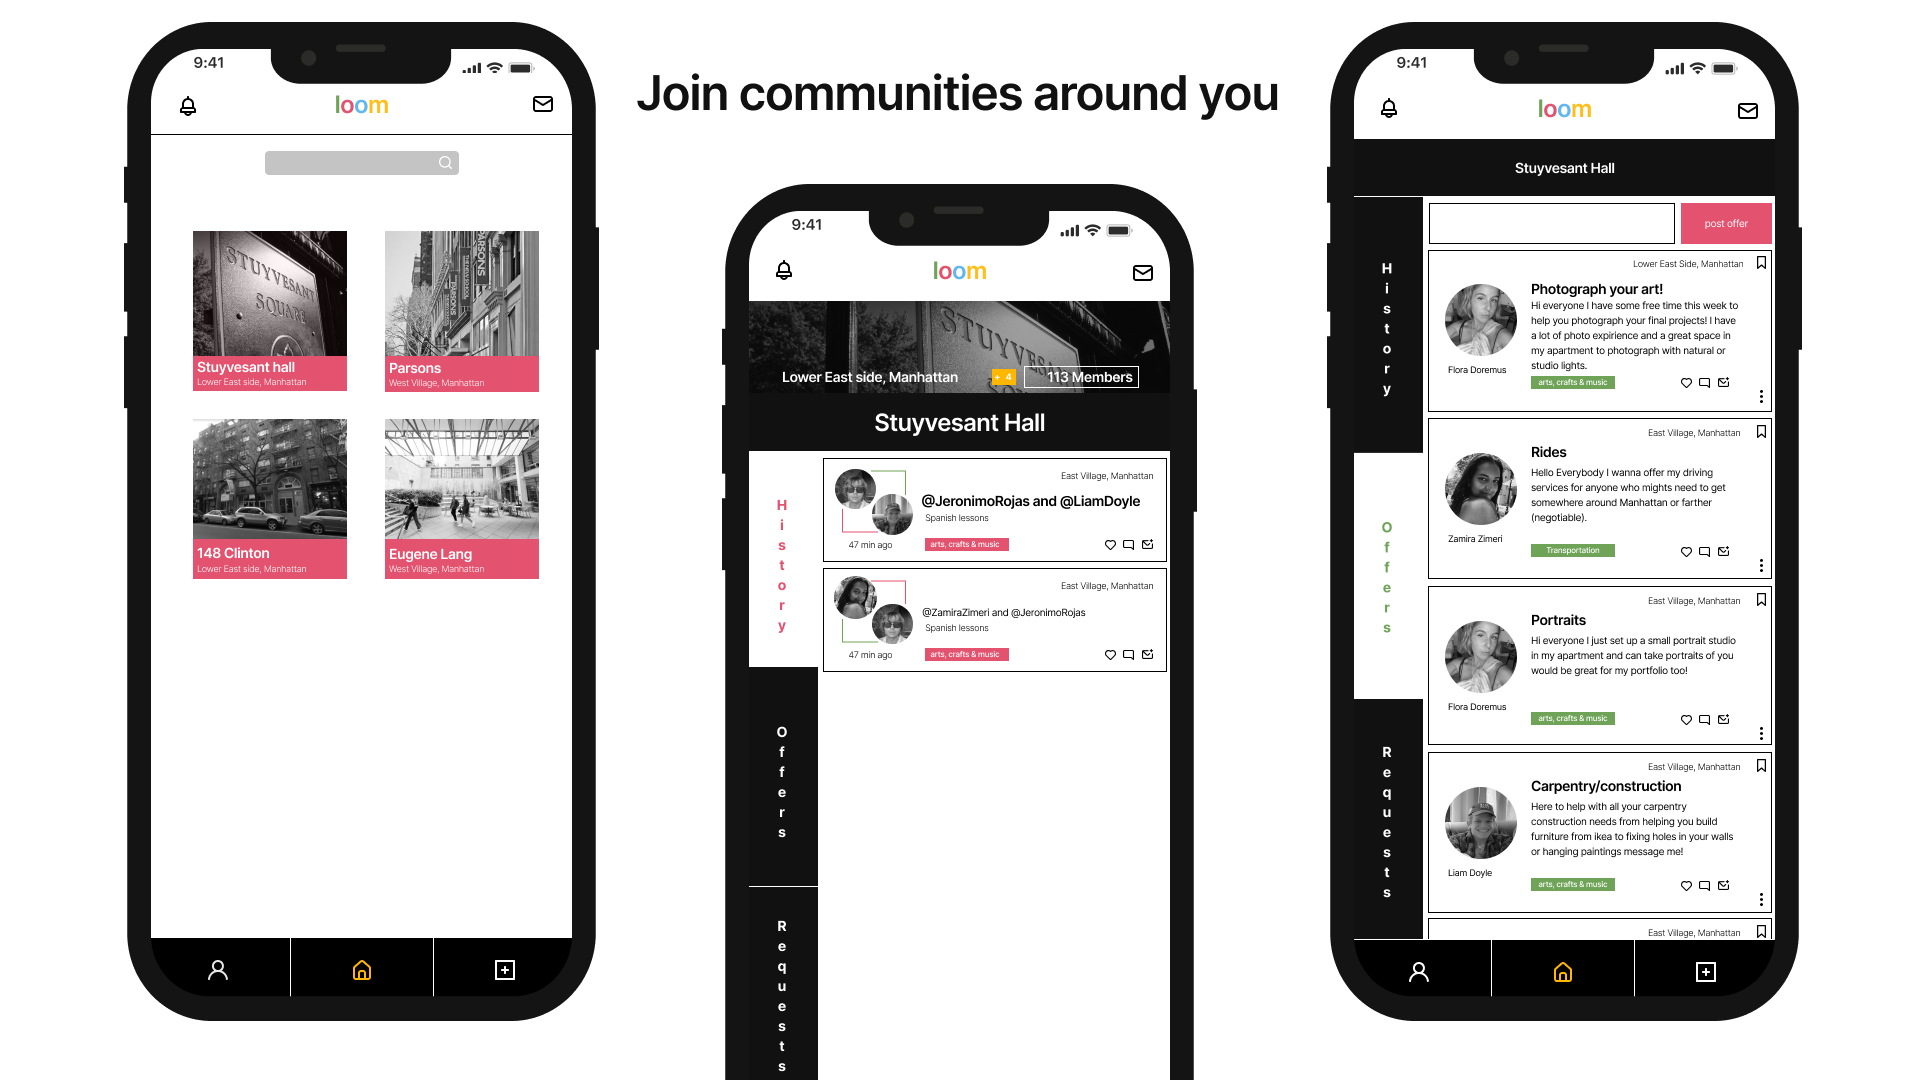 Join communities around you
9:41
loom
STUYVESANT
SQUARE
Stuyvesant hall
Lower East side, Manhattan
PARSONS
Parsons
West Village, Manhattan
148 Clinton
Lower East side, Manhattan
Eugene Lang
West Village, Manhattan
9:41
loom
STUYVESA
Lower East side, Manhattan
+ 4
113 Members
Stuyvesant Hall
History
Offers
Requests
East Village, Manhattan
@JeronimoRojas and @LiamDoyle
Spanish lessons
47 min ago
arts, crafts & music
East Village, Manhattan
@ZamiraZimeri and @JeronimoRojas
Spanish lessons
47 min ago
arts, crafts & music
9:41
loom
Stuyvesant Hall
History
Offers
Requests
post offer
Lower East Side, Manhattan
Photograph your art!
Hi everyone I have some free time this week to
help you photograph your final projects! I have
a lot of photo expirience and a great space in
my apartment to photograph with natural or
studio lights.
Flora Doremus
arts, crafts & music
East Village, Manhattan
Rides
Hello Everybody I wanna offer my driving
services for anyone who mights need to get
somewhere around Manhattan or farther
(negotiable).
Zamira Zimeri
Transportation
East Village, Manhattan
Portraits
Hi everyone I just set up a small portrait studio
in my apartment and can take portraits of you
would be great for my portfolio too!
Flora Doremus
arts, crafts & music
East Village, Manhattan
Carpentry/construction
Here to help with all your carpentry
construction needs from helping you build
furniture from ikea to fixing holes in your walls
or hanging paintings message me!
Liam Doyle
arts, crafts & music
East Village, Manhattan